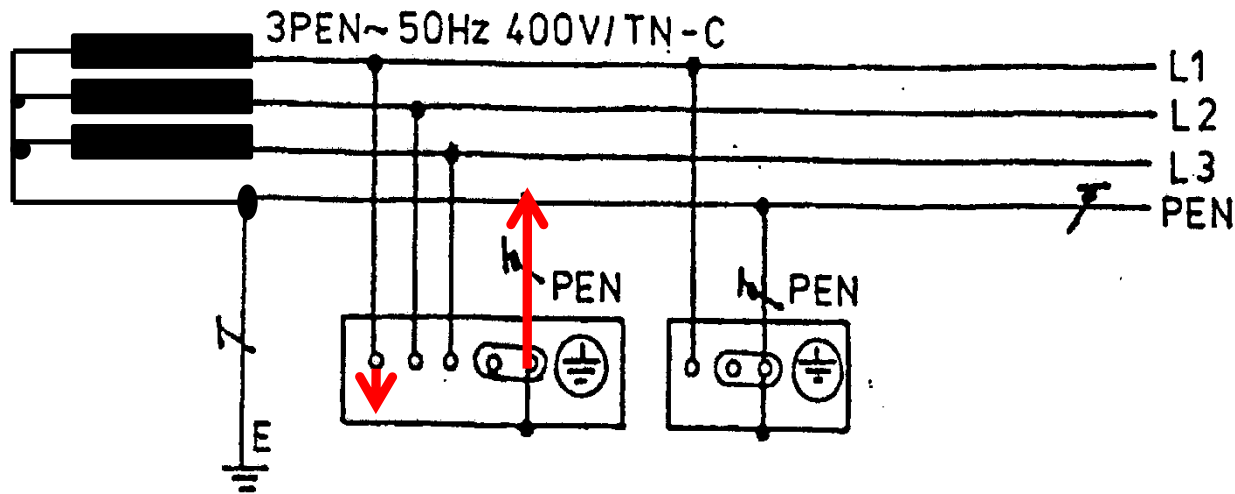 3PEN~ 50Hz 400V/TN-C
L1
L2
L3
PEN
PEN
PEN
E